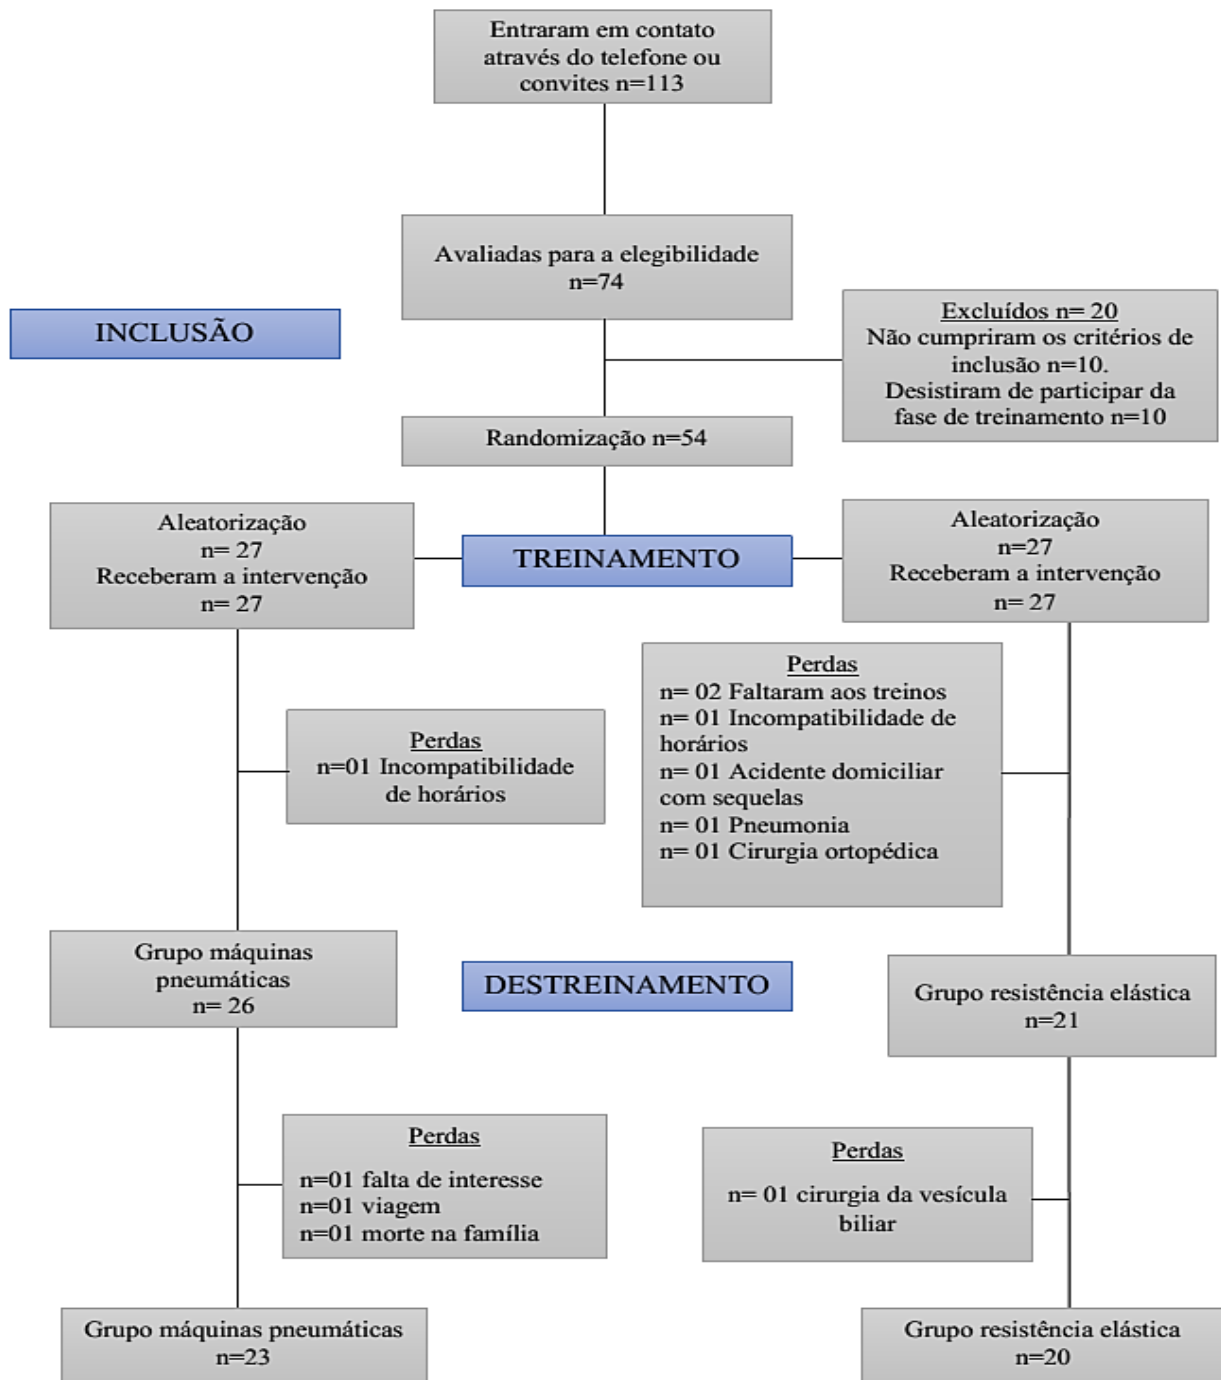 Entraram em contato
através do telefone ou
convites n=113
Avaliadas para a elegibilidade
n=74
INCLUSÃO
Excluídos n= 20
Não cumpriram os critérios de
inclusão n=10.
Desistiram de participar da
fase de treinamento n=10
Randomização n=54
Aleatorização
n= 27
Receberam a intervenção
n= 27
TREINAMENTO
Aleatorização
n=27
Receberam a intervenção
n= 27
Perdas
n=01 Incompatibilidade
de horários
Perdas
n= 02 Faltaram aos treinos
n= 01 Incompatibilidade de
horários
n= 01 Acidente domiciliar
com sequelas
n= 01 Pneumonia
n= 01 Cirurgia ortopédica
Grupo máquinas
pneumáticas
n= 26
DESTREINAMENTO
Grupo resistência elástica
n=21
Perdas
n=01 falta de interesse
n=01 viagem
n=01 morte na família
Perdas
n= 01 cirurgia da vesícula
biliar
Grupo máquinas pneumáticas
n=23
Grupo resistência elástica
n=20